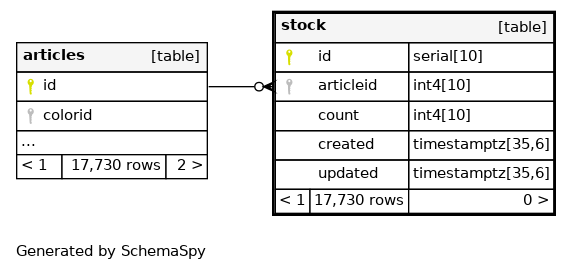 articles [table]
id
colorid
...
< 1 17,730 rows 2 >
stock [table]
id serial[10]
articleid int4[10]
count int4[10]
created timestamptz[35,6]
updated timestamptz[35,6]
< 1 17,730 rows 0 >
Generated by SchemaSpy